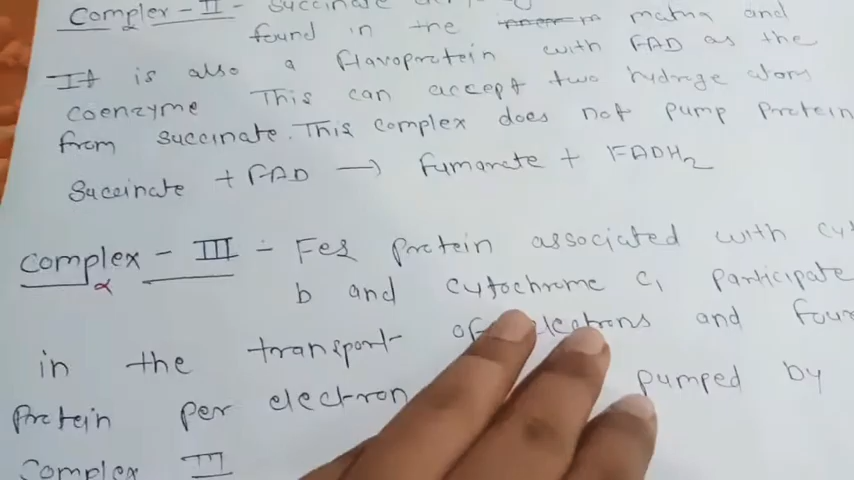 Complex - II - Succinate
found in the matrix and
It is also a flavoprotein with FAD as the
coenzyme This can accept two hydroge atoms
from succinate. This complex does not pump protein
Succinate + FAD → fumarate + FADH2
Complex - III - FeS protein associated with cyt
b and cytochrome c1 participate
in the transport of electrons and four
Protein per electron pumped by
Complex III